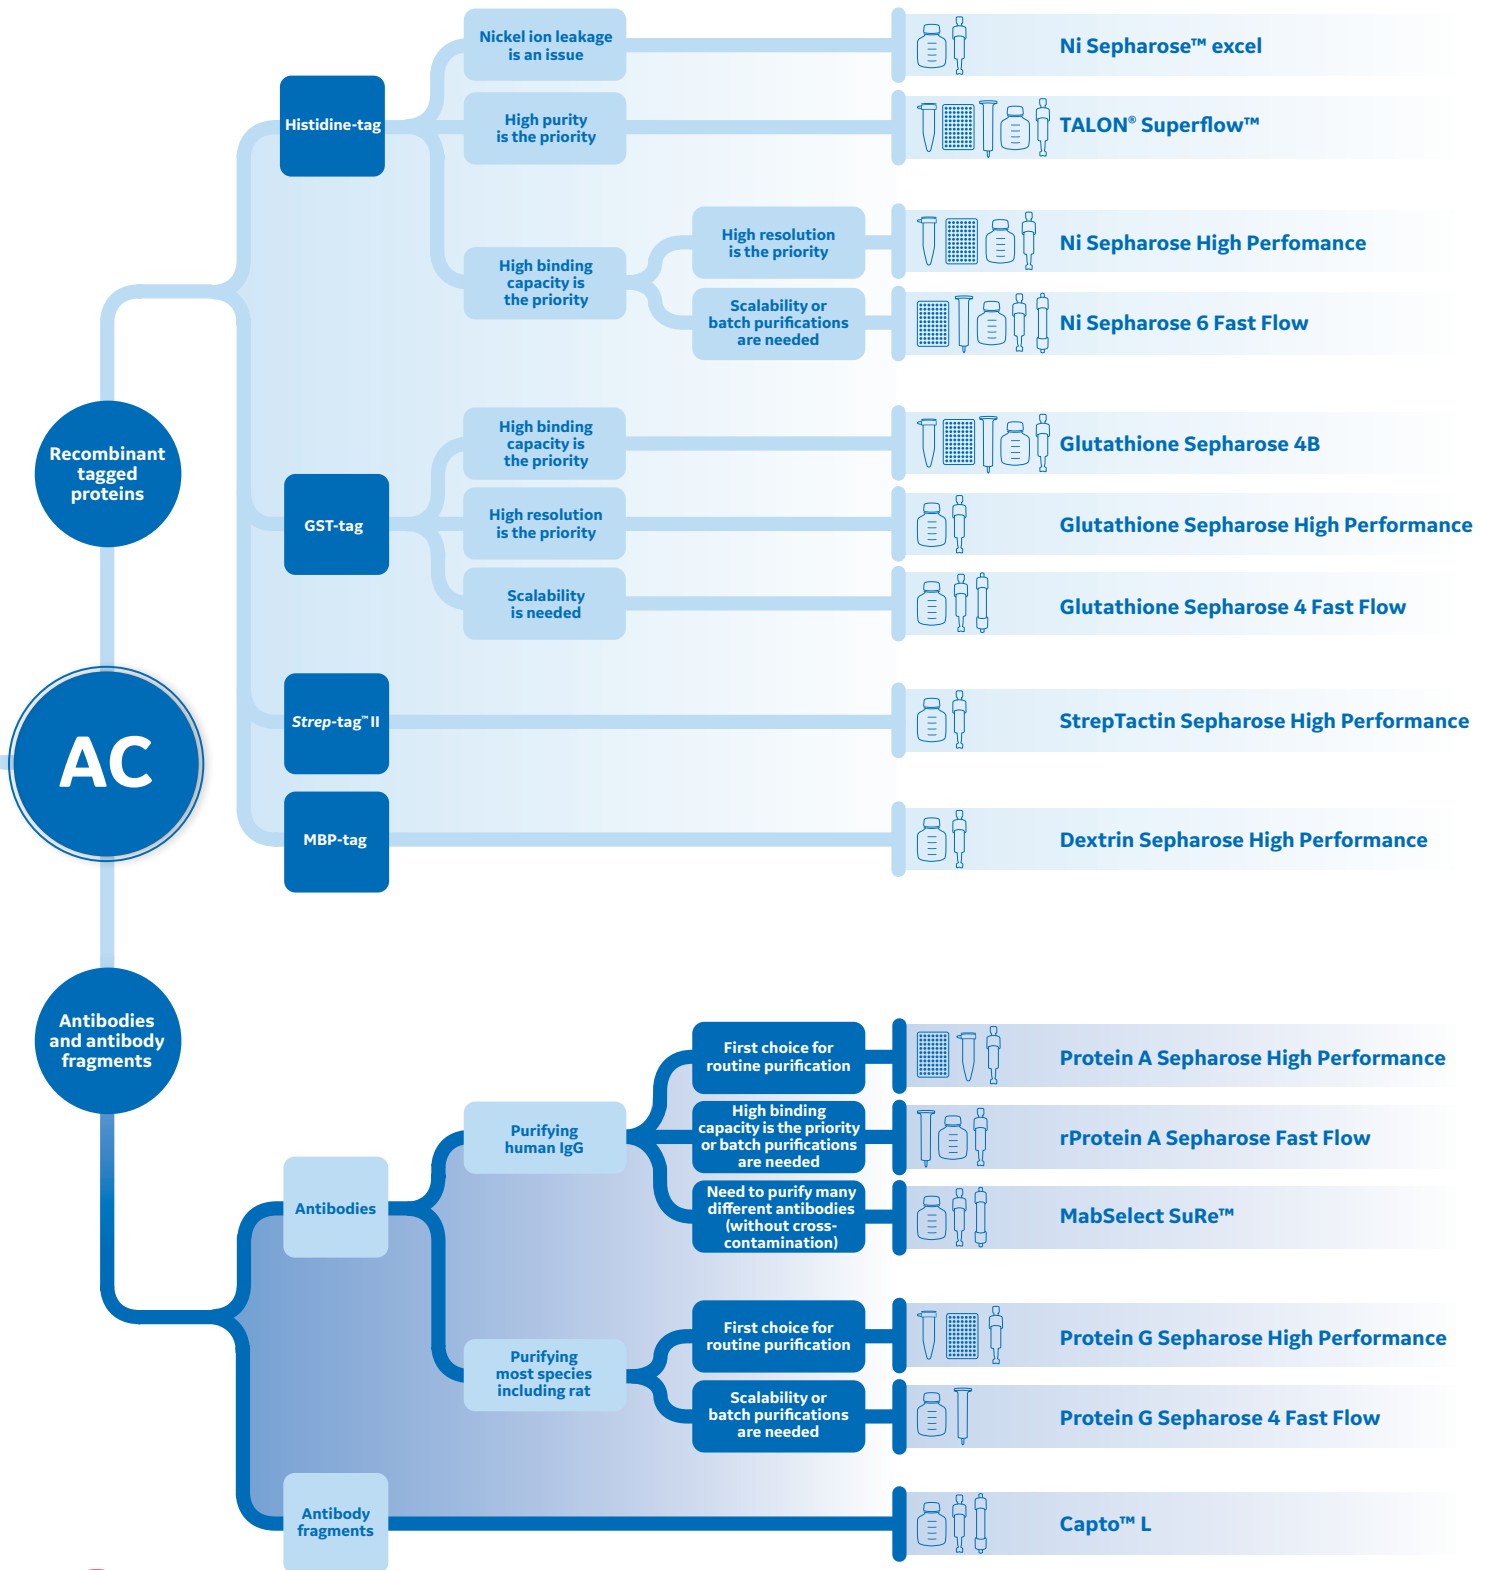 Nickel ion leakage
is an issue
Ni Sepharose™ excel
Histidine-tag
High purity
is the priority
TALON® Superflow™
High binding
capacity is
the priority
High resolution
is the priority
Ni Sepharose High Perfomance
Scalability or
batch purifications
are needed
Ni Sepharose 6 Fast Flow
Recombinant
tagged
proteins
GST-tag
High binding
capacity is
the priority
Glutathione Sepharose 4B
High resolution
is the priority
Glutathione Sepharose High Performance
Scalability
is needed
Glutathione Sepharose 4 Fast Flow
Strep-tag™ II
StrepTactin Sepharose High Performance
AC
MBP-tag
Dextrin Sepharose High Performance
Antibodies
and antibody
fragments
Antibodies
Purifying
human IgG
First choice for
routine purification
Protein A Sepharose High Performance
High binding
capacity is the priority
or batch purifications
are needed
rProtein A Sepharose Fast Flow
Need to purify many
different antibodies
(without cross-
contamination)
MabSelect SuRe™
Purifying
most species
including rat
First choice for
routine purification
Protein G Sepharose High Performance
Scalability or
batch purifications
are needed
Protein G Sepharose 4 Fast Flow
Antibody
fragments
Capto™ L